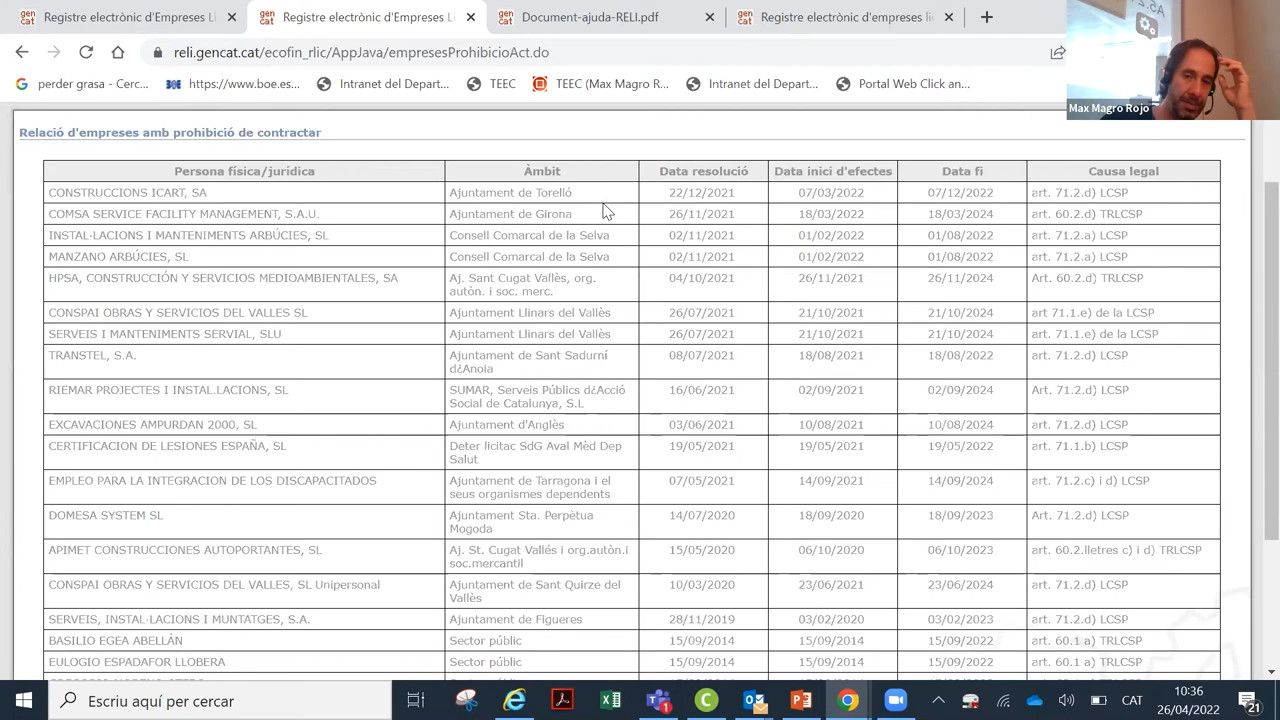 Registre electrònic d'Empreses Li
Registre electrònic d'Empreses Li
Document-ajuda-RELI.pdf
Registre electrònic d'empreses li
reli.gencat.cat/ecofin_rlic/AppJava/empresesProhibicioAct.do
perder grasa - Cerc...
https://www.boe.es...
Intranet del Depart...
TEEC
TEEC (Max Magro R...
Intranet del Depart...
Portal Web Click an...
Max Magro Rojo
Relació d'empreses amb prohibició de contractar
Persona física/jurídica Àmbit Data resolució Data inici d'efectes Data fi Causa legal
CONSTRUCCIONS ICART, SA Ajuntament de Torelló 22/12/2021 07/03/2022 07/12/2022 art. 71.2.d) LCSP
COMSA SERVICE FACILITY MANAGEMENT, S.A.U. Ajuntament de Girona 26/11/2021 18/03/2022 18/03/2024 art. 60.2.d) TRLCSP
INSTAL·LACIONS I MANTENIMENTS ARBÚCIES, SL Consell Comarcal de la Selva 02/11/2021 01/02/2022 01/08/2022 art. 71.2.a) LCSP
MANZANO ARBÚCIES, SL Consell Comarcal de la Selva 02/11/2021 01/02/2022 01/08/2022 art. 71.2.a) LCSP
HPSA, CONSTRUCCIÓN Y SERVICIOS MEDIOAMBIENTALES, SA Aj. Sant Cugat Vallès, org. 04/10/2021 26/11/2021 26/11/2024 Art. 60.2.d) TRLCSP
autòn. i soc. merc.
CONSPAI OBRAS Y SERVICIOS DEL VALLES SL Ajuntament Llinars del Vallès 26/07/2021 21/10/2021 21/10/2024 art 71.1.e) de la LCSP
SERVEIS I MANTENIMENTS SERVIAL, SLU Ajuntament Llinars del Vallès 26/07/2021 21/10/2021 21/10/2024 art. 71.1.e) de la LCSP
TRANSTEL, S.A. Ajuntament de Sant Sadurní 08/07/2021 18/08/2021 18/08/2022 art. 71.2.d) LCSP
d¿Anoia
RIEMAR PROJECTES I INSTAL.LACIONS, SL SUMAR, Serveis Públics d¿Acció 16/06/2021 02/09/2021 02/09/2024 Art. 71.2.d) LCSP
Social de Catalunya, S.L
EXCAVACIONES AMPURDAN 2000, SL Ajuntament d'Anglès 03/06/2021 10/08/2021 10/08/2024 art. 71.2.d) LCSP
CERTIFICACION DE LESIONES ESPAÑA, SL Deter licitac SdG Aval Mèd Dep 19/05/2021 19/05/2021 19/05/2022 art. 71.1.b) LCSP
Salut
EMPLEO PARA LA INTEGRACION DE LOS DISCAPACITADOS Ajuntament de Tarragona i el 07/05/2021 14/09/2021 14/09/2024 art. 71.2.c) i d) LCSP
seus organismes dependents
DOMESA SYSTEM SL Ajuntament Sta. Perpètua 14/07/2020 18/09/2020 18/09/2023 Art. 71.2.d) LCSP
Mogoda
APIMET CONSTRUCCIONES AUTOPORTANTES, SL Aj. St. Cugat Vallés i org.autòn.i 15/05/2020 06/10/2020 06/10/2023 art. 60.2.lletres c) i d) TRLCSP
soc.mercantil
CONSPAI OBRAS Y SERVICIOS DEL VALLES, SL Unipersonal Ajuntament de Sant Quirze del 10/03/2020 23/06/2021 23/06/2024 art. 71.2.d) LCSP
Vallès
SERVEIS, INSTAL·LACIONS I MUNTATGES, S.A. Ajuntament de Figueres 28/11/2019 03/02/2020 03/02/2023 art. 71.2.d) LCSP
BASILIO EGEA ABELLÁN Sector públic 15/09/2014 15/09/2014 15/09/2022 art. 60.1 a) TRLCSP
EULOGIO ESPADAFOR LLOBERA Sector públic 15/09/2014 15/09/2014 15/09/2022 art. 60.1 a) TRLCSP
Escriu aquí per cercar
CAT
10:36
26/04/2022
21